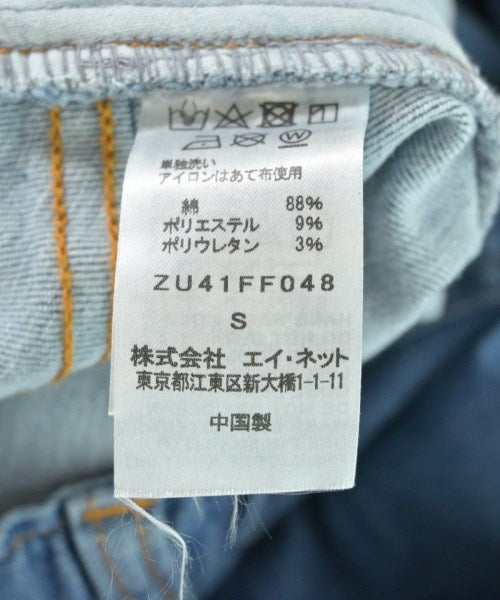 単独洗い
アイロンはあて布使用
綿 88%
ポリエステル 9%
ポリウレタン 3%
ZU41FF048
S
株式会社 エイ・ネット
東京都江東区新大橋1-1-11
中国製